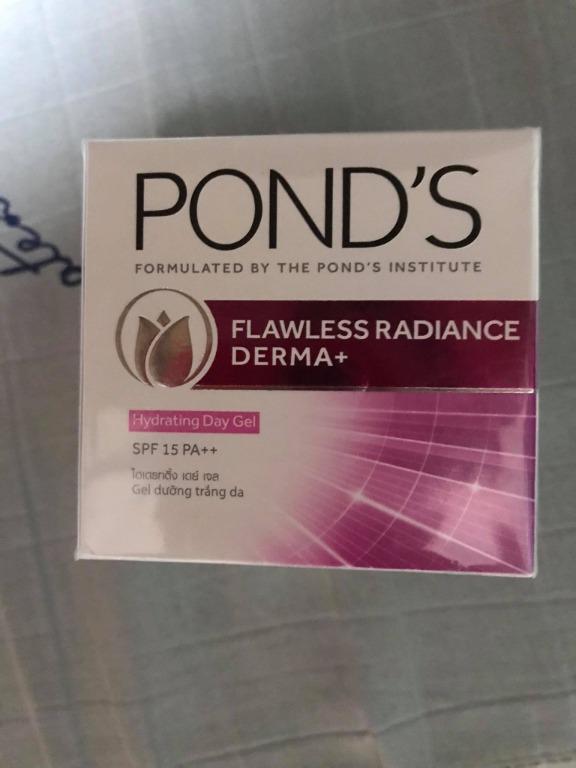 POND'S
FORMULATED BY THE POND'S INSTITUTE
FLAWLESS RADIANCE
DERMA+
Hydrating Day Gel
SPF 15 PA++
ไฮเดรทติ้ง เดย์ เจล
Gel dưỡng trắng da